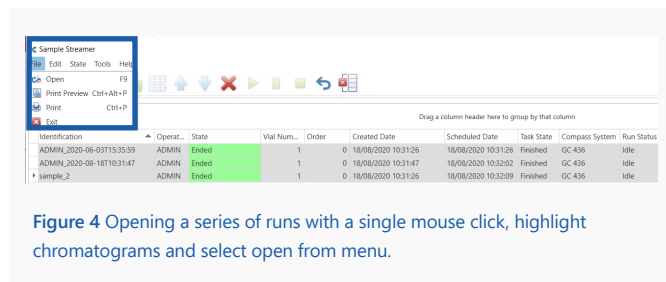 Sample Streamer
File Edit State Tools Help
Open F9
Print Preview Ctrl+Alt+P
Print Ctrl+P
Exit
Drag a column header here to group by that column
Identification Operat... State Vial Num... Order Created Date Scheduled Date Task State Compass System Run Status
ADMIN_2020-06-03T15:35:59 ADMIN Ended 1 0 18/08/2020 10:31:26 18/08/2020 10:31:26 Finished GC 436 Idle
ADMIN_2020-08-18T10:31:47 ADMIN Ended 1 0 18/08/2020 10:31:47 18/08/2020 10:32:02 Finished GC 436 Idle
sample_2 ADMIN Ended 1 0 18/08/2020 10:31:26 18/08/2020 10:32:09 Finished GC 436 Idle
Figure 4 Opening a series of runs with a single mouse click, highlight
chromatograms and select open from menu.